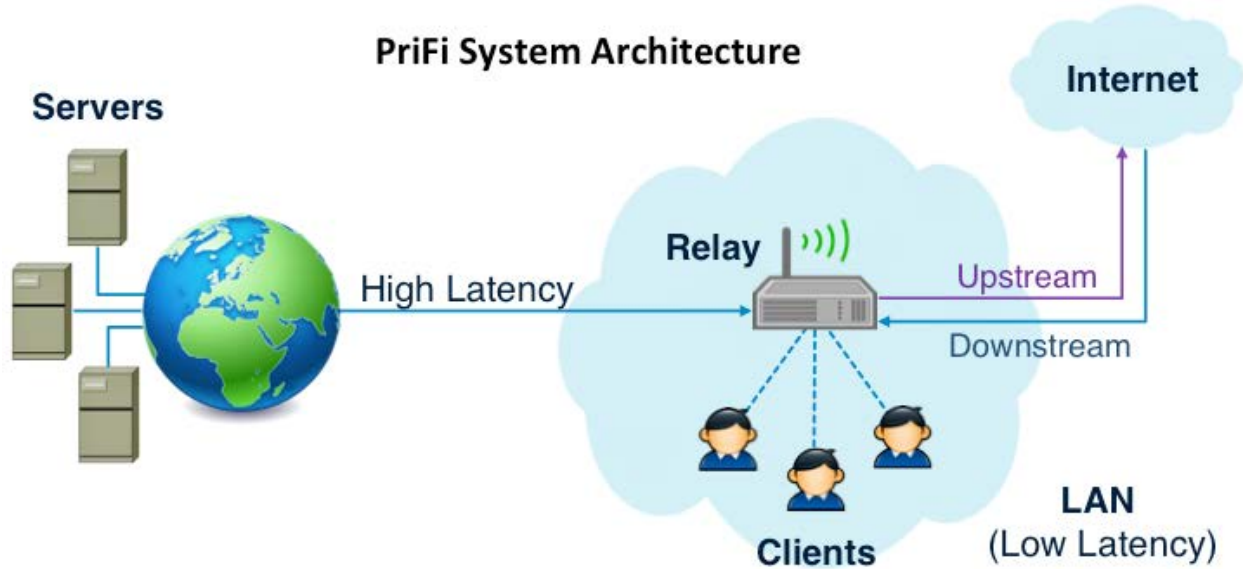 PriFi System Architecture
Servers
Internet
Relay
High Latency
Upstream
Downstream
Clients
LAN
(Low Latency)